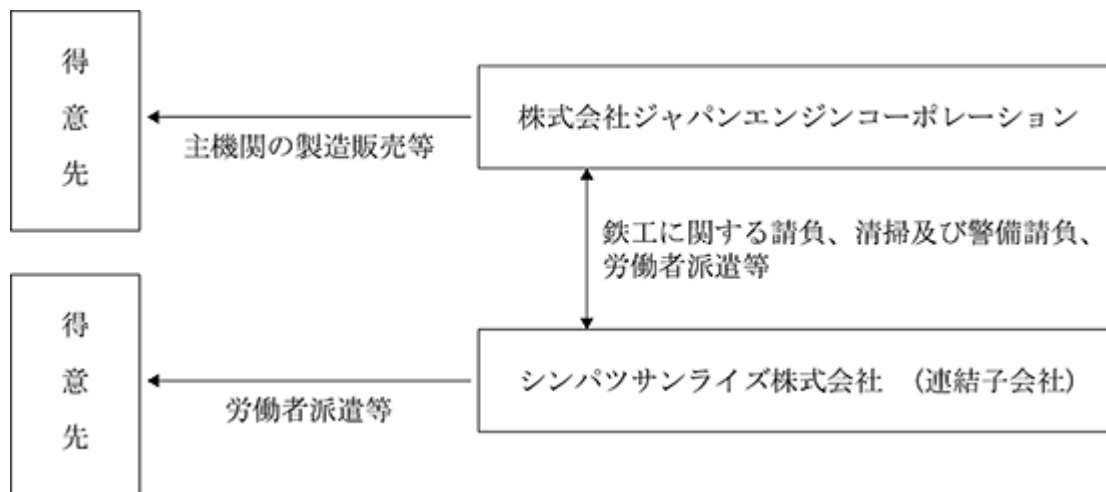 得意先
主機関の製造販売等
株式会社ジャパンエンジンコーポレーション
鉄工に関する請負、清掃及び警備請負、
労働者派遣等
得意先
労働者派遣等
シンパツサンライズ株式会社　（連結子会社）